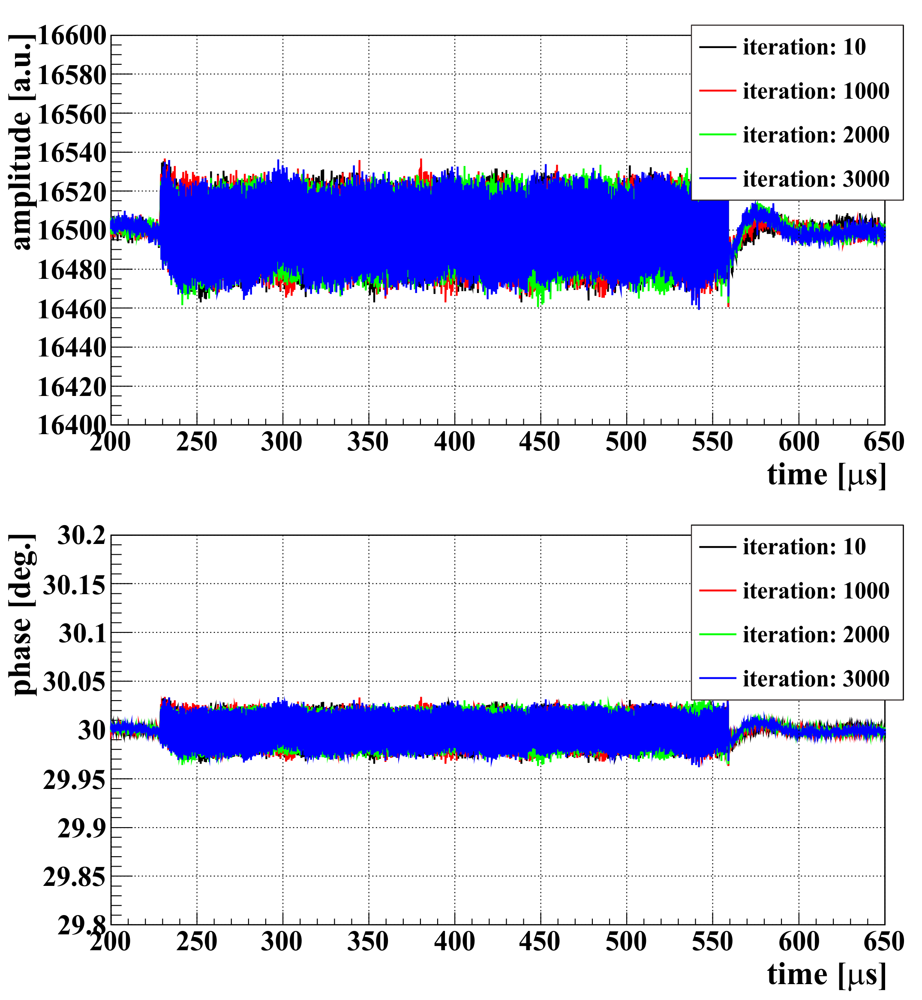 amplitude [a.u.]
16600
16580
16560
16540
16520
16500
16480
16460
16440
16420
16400
iteration: 10
iteration: 1000
iteration: 2000
iteration: 3000
200 250 300 350 400 450 500 550 600 650
time [μs]
phase [deg.]
30.2
30.15
30.1
30.05
30
29.95
29.9
29.85
29.8
iteration: 10
iteration: 1000
iteration: 2000
iteration: 3000
200 250 300 350 400 450 500 550 600 650
time [μs]